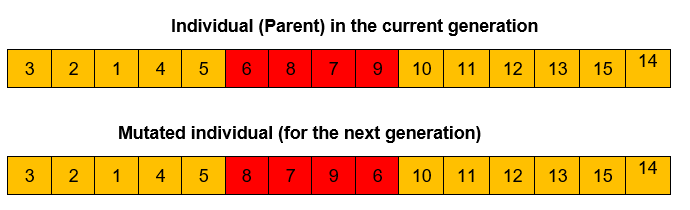 Individual (Parent) in the current generation
3 2 1 4 5 6 8 7 9 10 11 12 13 15 14
Mutated individual (for the next generation)
3 2 1 4 5 8 7 9 6 10 11 12 13 15 14